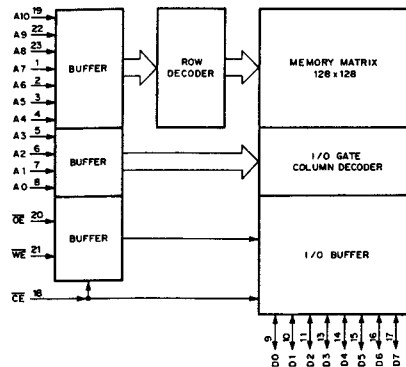 A10 19
A9 22
A8 23
A7 1
A6 2
A5 3
A4 4
A3 5
A2 6
A1 7
A0 8
OE 20
WE 21
CE 18
BUFFER
BUFFER
BUFFER
ROW
DECODER
MEMORY MATRIX
128 x 128
I/O GATE
COLUMN DECODER
I/O BUFFER
9 10 11 13 14 15 16 17
D0 D1 D2 D3 D4 D5 D6 D7